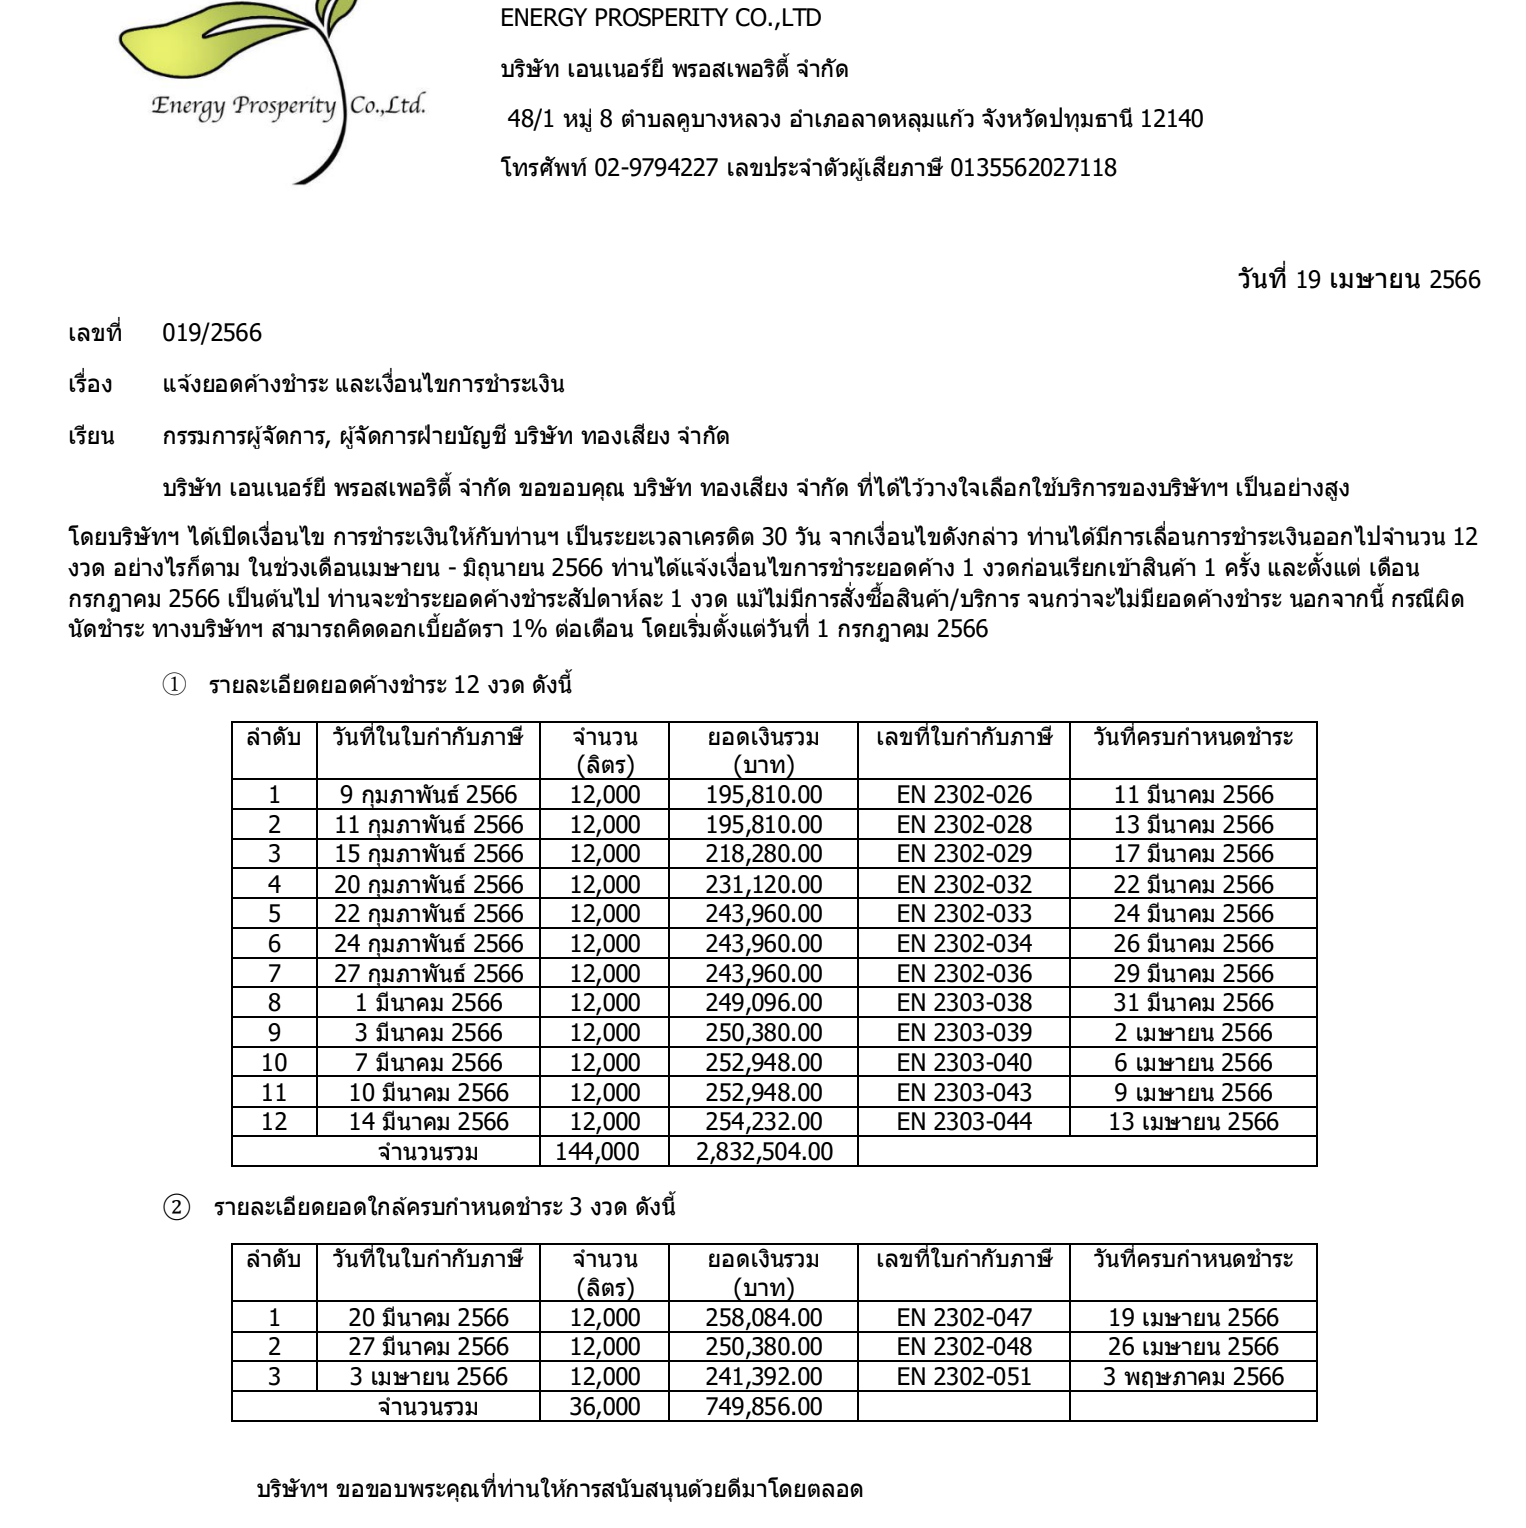 ENERGY PROSPERITY CO.,LTD
บริษัท เอนเนอร์ยี พรอสเพอริตี้ จำกัด
Energy Prosperity Co.,Ltd.
48/1 หมู่ 8 ตำบลคูบางหลวง อำเภอลาดหลุมแก้ว จังหวัดปทุมธานี 12140
โทรศัพท์ 02-9794227 เลขประจำตัวผู้เสียภาษี 0135562027118
วันที่ 19 เมษายน 2566
เลขที่ 019/2566
เรื่อง แจ้งยอดค้างชำระ และเงื่อนไขการชำระเงิน
เรียน กรรมการผู้จัดการ, ผู้จัดการฝ่ายบัญชี บริษัท ทองเสียง จำกัด
บริษัท เอนเนอร์ยี พรอสเพอริตี้ จำกัด ขอขอบคุณ บริษัท ทองเสียง จำกัด ที่ได้ไว้วางใจเลือกใช้บริการของบริษัทฯ เป็นอย่างสูง
โดยบริษัทฯ ได้เปิดเงื่อนไข การชำระเงินให้กับท่านฯ เป็นระยะเวลาเครดิต 30 วัน จากเงื่อนไขดังกล่าว ท่านได้มีการเลื่อนการชำระเงินออกไปจำนวน 12
งวด อย่างไรก็ตาม ในช่วงเดือนเมษายน - มิถุนายน 2566 ท่านได้แจ้งเงื่อนไขการชำระยอดค้าง 1 งวดก่อนเรียกเข้าสินค้า 1 ครั้ง และตั้งแต่ เดือน
กรกฎาคม 2566 เป็นต้นไป ท่านจะชำระยอดค้างชำระสัปดาห์ละ 1 งวด แม้ไม่มีการสั่งซื้อสินค้า/บริการ จนกว่าจะไม่มียอดค้างชำระ นอกจากนี้ กรณีผิด
นัดชำระ ทางบริษัทฯ สามารถคิดดอกเบี้ยอัตรา 1% ต่อเดือน โดยเริ่มตั้งแต่วันที่ 1 กรกฎาคม 2566
① รายละเอียดยอดค้างชำระ 12 งวด ดังนี้
ลำดับ วันที่ในใบกำกับภาษี จำนวน ยอดเงินรวม เลขที่ใบกำกับภาษี วันที่ครบกำหนดชำระ
(ลิตร) (บาท)
1 9 กุมภาพันธ์ 2566 12,000 195,810.00 EN 2302-026 11 มีนาคม 2566
2 11 กุมภาพันธ์ 2566 12,000 195,810.00 EN 2302-028 13 มีนาคม 2566
3 15 กุมภาพันธ์ 2566 12,000 218,280.00 EN 2302-029 17 มีนาคม 2566
4 20 กุมภาพันธ์ 2566 12,000 231,120.00 EN 2302-032 22 มีนาคม 2566
5 22 กุมภาพันธ์ 2566 12,000 243,960.00 EN 2302-033 24 มีนาคม 2566
6 24 กุมภาพันธ์ 2566 12,000 243,960.00 EN 2302-034 26 มีนาคม 2566
7 27 กุมภาพันธ์ 2566 12,000 243,960.00 EN 2302-036 29 มีนาคม 2566
8 1 มีนาคม 2566 12,000 249,096.00 EN 2303-038 31 มีนาคม 2566
9 3 มีนาคม 2566 12,000 250,380.00 EN 2303-039 2 เมษายน 2566
10 7 มีนาคม 2566 12,000 252,948.00 EN 2303-040 6 เมษายน 2566
11 10 มีนาคม 2566 12,000 252,948.00 EN 2303-043 9 เมษายน 2566
12 14 มีนาคม 2566 12,000 254,232.00 EN 2303-044 13 เมษายน 2566
จำนวนรวม 144,000 2,832,504.00
② รายละเอียดยอดใกล้ครบกำหนดชำระ 3 งวด ดังนี้
ลำดับ วันที่ในใบกำกับภาษี จำนวน ยอดเงินรวม เลขที่ใบกำกับภาษี วันที่ครบกำหนดชำระ
(ลิตร) (บาท)
1 20 มีนาคม 2566 12,000 258,084.00 EN 2302-047 19 เมษายน 2566
2 27 มีนาคม 2566 12,000 250,380.00 EN 2302-048 26 เมษายน 2566
3 3 เมษายน 2566 12,000 241,392.00 EN 2302-051 3 พฤษภาคม 2566
จำนวนรวม 36,000 749,856.00
บริษัทฯ ขอขอบพระคุณที่ท่านให้การสนับสนุนด้วยดีมาโดยตลอด